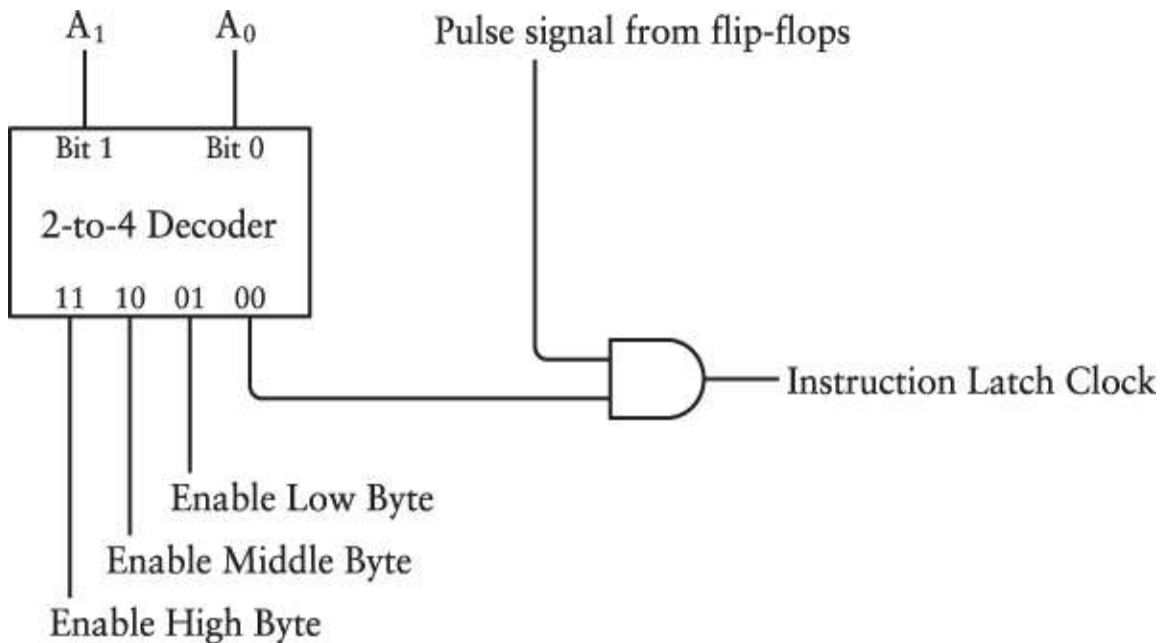 A₁ A₀ Pulse signal from flip-flops
Bit 1 Bit 0
2-to-4 Decoder
11 10 01 00
Instruction Latch Clock
Enable Low Byte
Enable Middle Byte
Enable High Byte